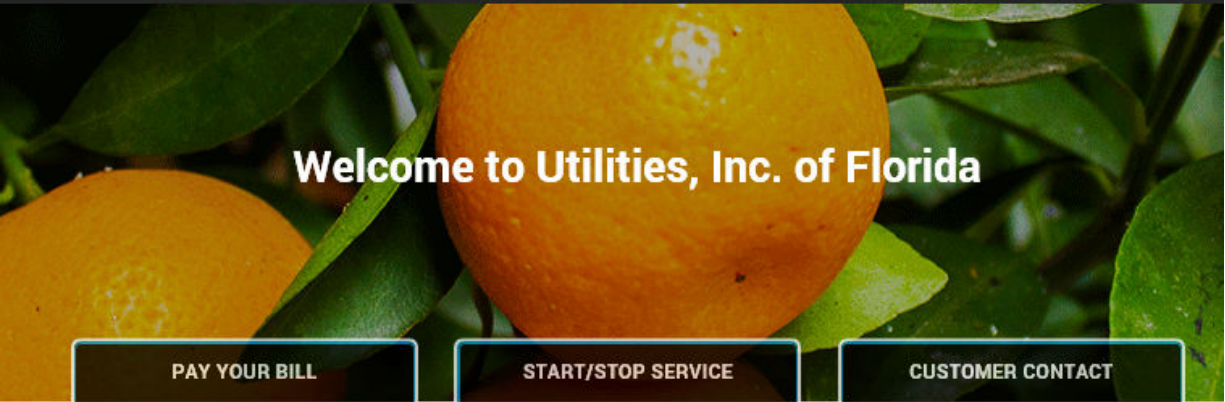 Welcome to Utilities, Inc. of Florida
PAY YOUR BILL
START/STOP SERVICE
CUSTOMER CONTACT